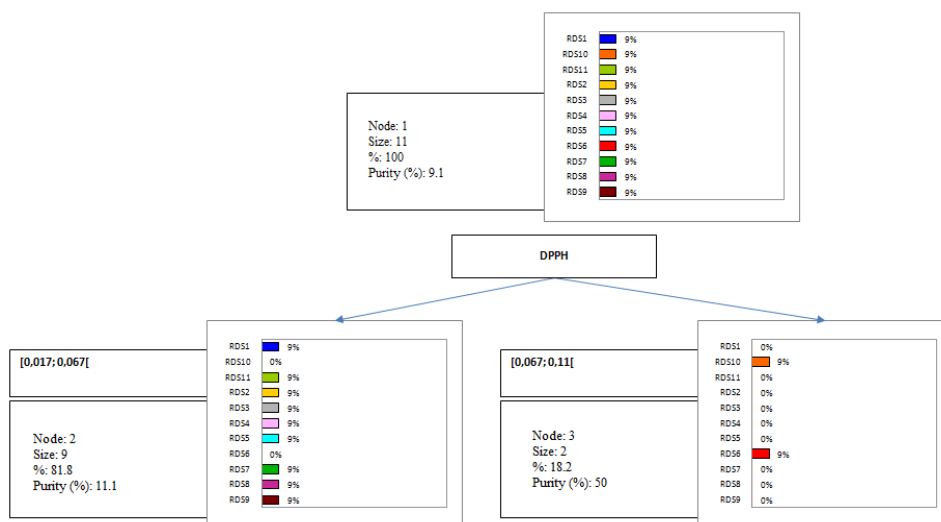 RDS1 9%
RDS10 9%
RDS11 9%
RDS2 9%
RDS3 9%
RDS4 9%
RDS5 9%
RDS6 9%
RDS7 9%
RDS8 9%
RDS9 9%
Node: 1
Size: 11
%: 100
Purity (%): 9.1
DPPH
[0,017; 0,067[
Node: 2
Size: 9
%: 81.8
Purity (%): 11.1
RDS1 9%
RDS10 0%
RDS11 9%
RDS2 9%
RDS3 9%
RDS4 9%
RDS5 9%
RDS6 0%
RDS7 9%
RDS8 9%
RDS9 9%
[0,067; 0,11[
Node: 3
Size: 2
%: 18.2
Purity (%): 50
RDS1 0%
RDS10 9%
RDS11 0%
RDS2 0%
RDS3 0%
RDS4 0%
RDS5 0%
RDS6 9%
RDS7 0%
RDS8 0%
RDS9 0%